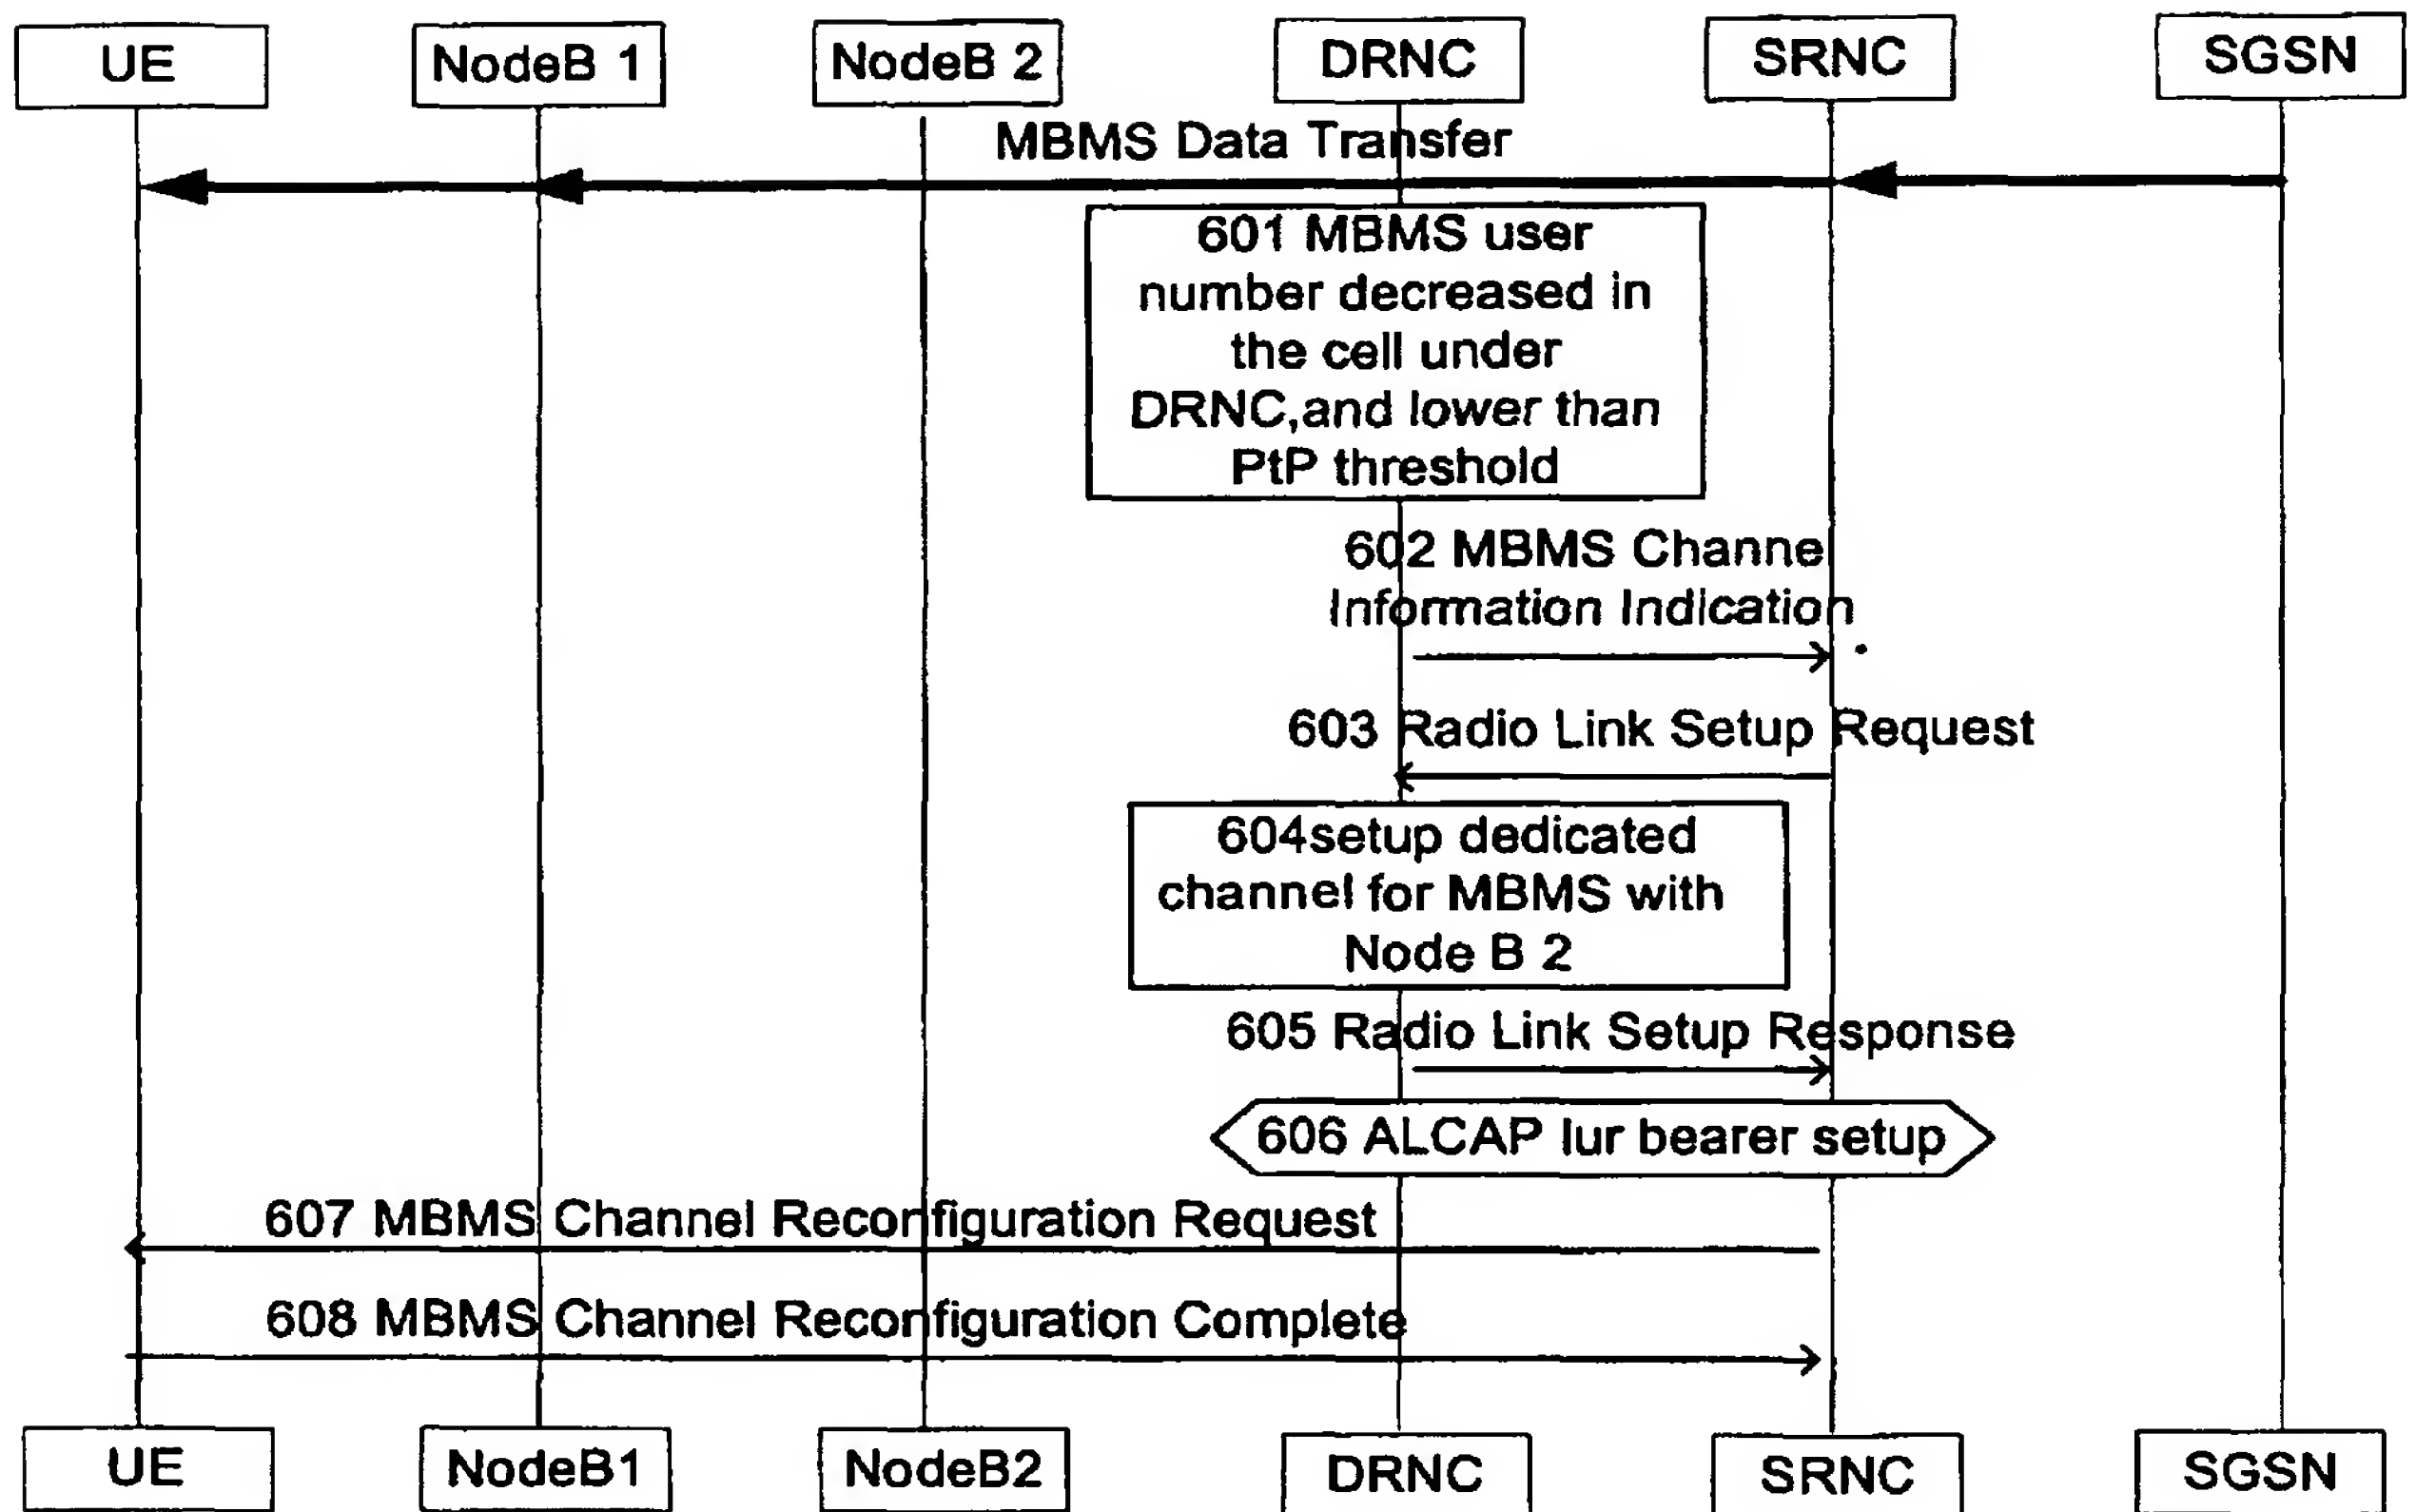 UE NodeB 1 NodeB 2 DRNC SRNC SGSN
MBMS Data Transfer
601 MBMS user
number decreased in
the cell under
DRNC,and lower than
PtP threshold
602 MBMS Channel
Information Indication
603 Radio Link Setup Request
604setup dedicated
channel for MBMS with
Node B 2
605 Radio Link Setup Response
606 ALCAP Iur bearer setup
607 MBMS Channel Reconfiguration Request
608 MBMS Channel Reconfiguration Complete
UE NodeB1 NodeB2 DRNC SRNC SGSN